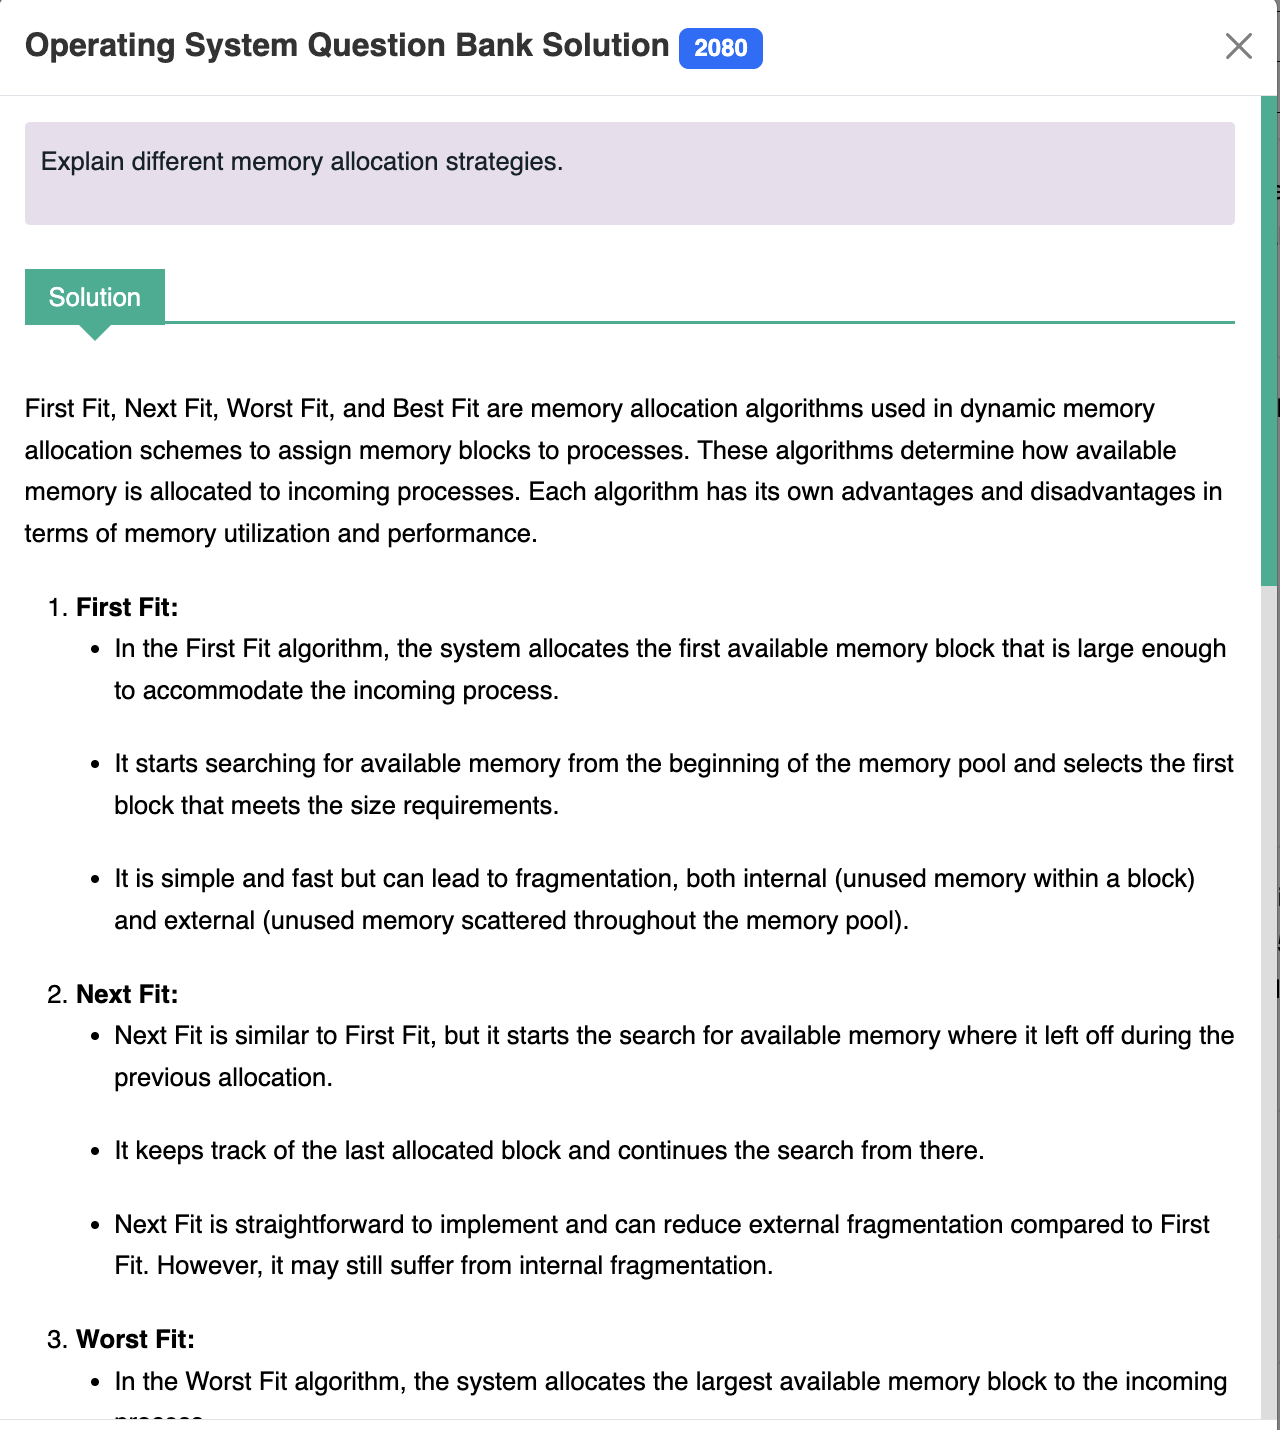 Operating System Question Bank Solution 2080
Explain different memory allocation strategies.
Solution
First Fit, Next Fit, Worst Fit, and Best Fit are memory allocation algorithms used in dynamic memory
allocation schemes to assign memory blocks to processes. These algorithms determine how available
memory is allocated to incoming processes. Each algorithm has its own advantages and disadvantages in
terms of memory utilization and performance.
1. First Fit:
• In the First Fit algorithm, the system allocates the first available memory block that is large enough
to accommodate the incoming process.
• It starts searching for available memory from the beginning of the memory pool and selects the first
block that meets the size requirements.
• It is simple and fast but can lead to fragmentation, both internal (unused memory within a block)
and external (unused memory scattered throughout the memory pool).
2. Next Fit:
• Next Fit is similar to First Fit, but it starts the search for available memory where it left off during the
previous allocation.
• It keeps track of the last allocated block and continues the search from there.
• Next Fit is straightforward to implement and can reduce external fragmentation compared to First
Fit. However, it may still suffer from internal fragmentation.
3. Worst Fit:
• In the Worst Fit algorithm, the system allocates the largest available memory block to the incoming